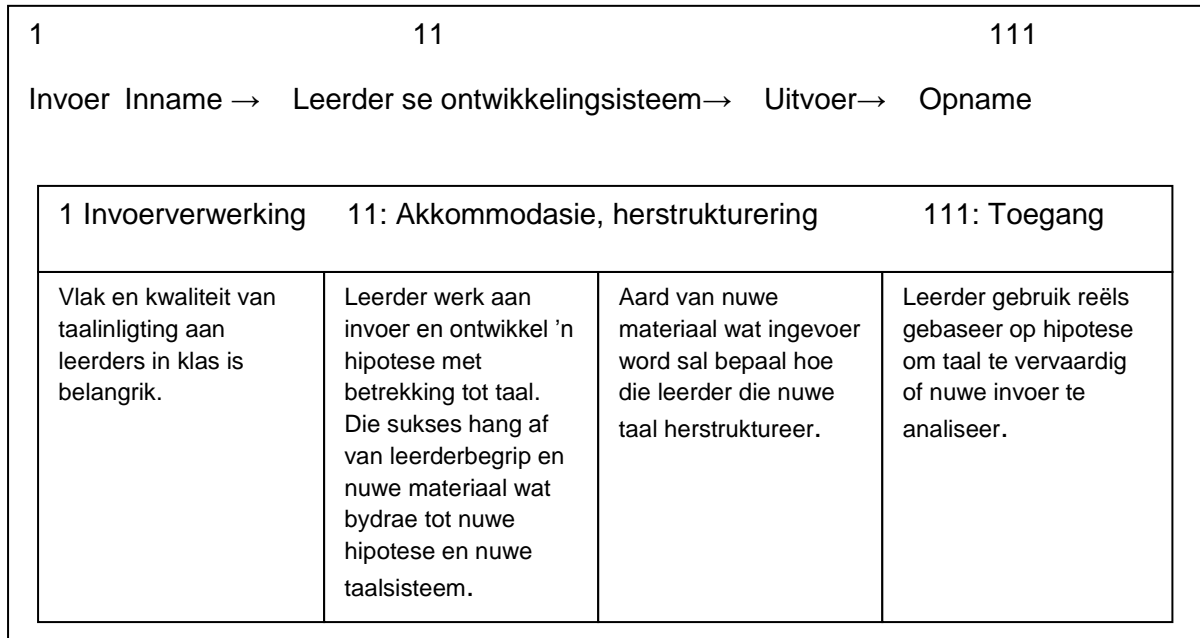 1 11 111
Invoer Inname → Leerder se ontwikkelingsisteem→ Uitvoer→ Opname
1 Invoerverwerking 11: Akkommodasie, herstrukturering 111: Toegang
Vlak en kwaliteit van
taalinligting aan
leerders in klas is
belangrik.
Leerder werk aan
invoer en ontwikkel ’n
hipotese met
betrekking tot taal.
Die sukses hang af
van leerderbegrip en
nuwe materiaal wat
bydrae tot nuwe
hipotese en nuwe
taalsisteem.
Aard van nuwe
materiaal wat ingevoer
word sal bepaal hoe
die leerder die nuwe
taal herstruktureer.
Leerder gebruik reëls
gebaseer op hipotese
om taal te vervaardig
of nuwe invoer te
analiseer.